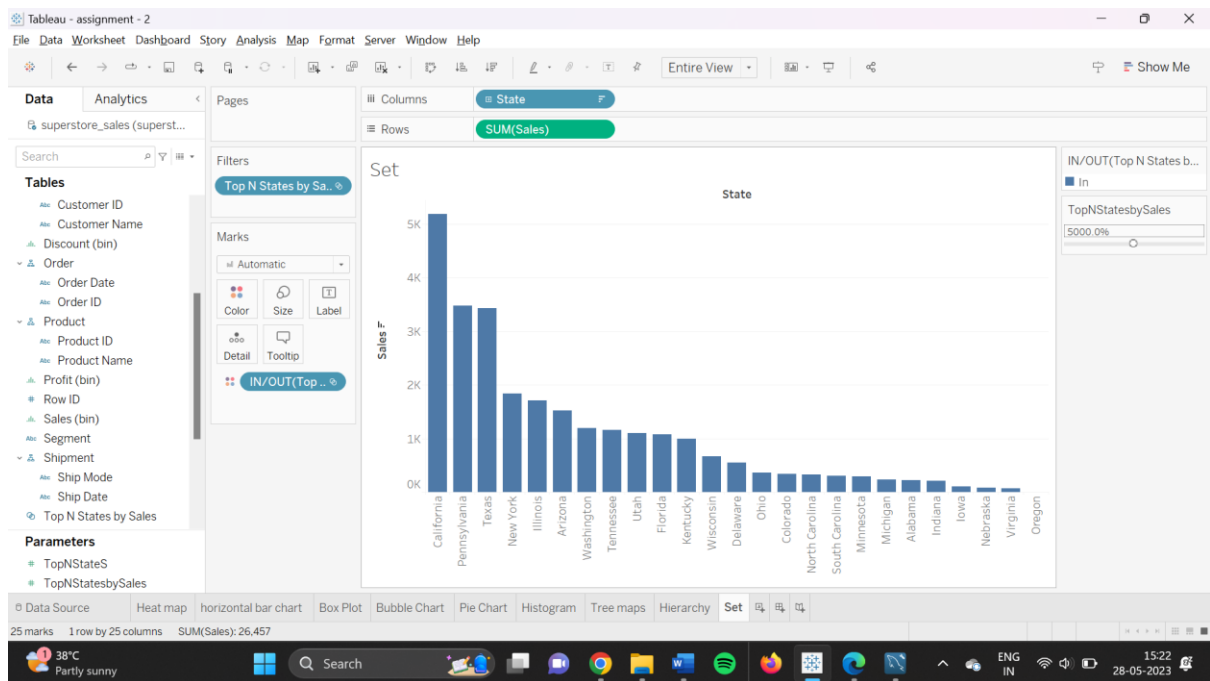 Tableau - assignment - 2
File Data Worksheet Dashboard Story Analysis Map Format Server Window Help
Entire View
Show Me
Data Analytics
superstore_sales (superst...
Search
Tables
Customer ID
Customer Name
Discount (bin)
Order
Order Date
Order ID
Product
Product ID
Product Name
Profit (bin)
Row ID
Sales (bin)
Segment
Shipment
Ship Mode
Ship Date
Top N States by Sales
Parameters
TopNStateS
TopNStatesbySales
Pages
Filters
Top N States by Sa..
Marks
Automatic
Color Size Label
Detail Tooltip
IN/OUT(Top ..
Columns State
Rows SUM(Sales)
Set
State
Sales
5K
4K
3K
2K
1K
0K
California
Pennsylvania
Texas
New York
Illinois
Arizona
Washington
Tennessee
Utah
Florida
Kentucky
Wisconsin
Delaware
Ohio
Colorado
North Carolina
South Carolina
Minnesota
Michigan
Alabama
Indiana
Iowa
Nebraska
Virginia
Oregon
IN/OUT(Top N States b...
In
TopNStatesbySales
5000.0%
Data Source Heat map horizontal bar chart Box Plot Bubble Chart Pie Chart Histogram Tree maps Hierarchy Set
25 marks 1 row by 25 columns SUM(Sales): 26,457
1
38°C
Partly sunny
Search
ENG
IN
15:22
28-05-2023